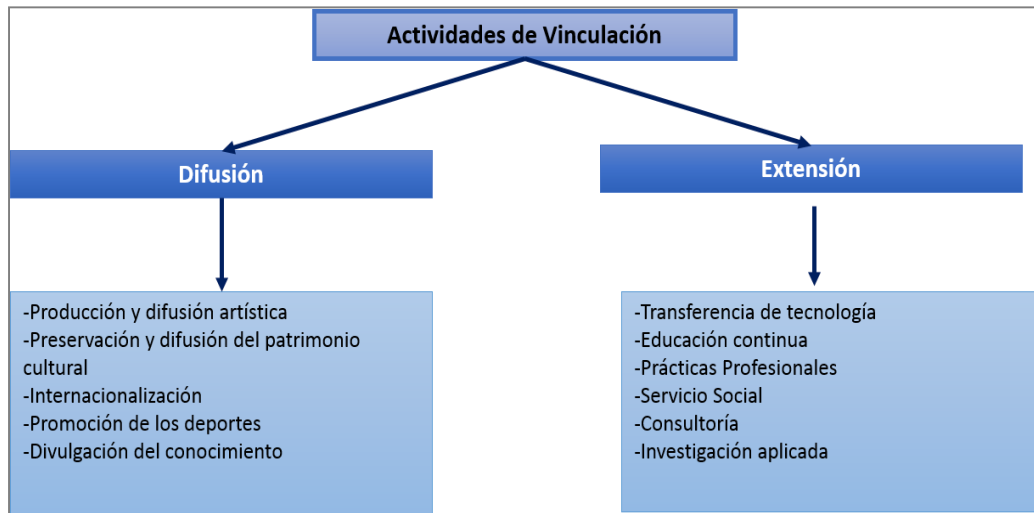 Actividades de Vinculación
Difusión
Extensión
-Producción y difusión artística
-Preservación y difusión del patrimonio
cultural
-Internacionalización
-Promoción de los deportes
-Divulgación del conocimiento
-Transferencia de tecnología
-Educación continua
-Prácticas Profesionales
-Servicio Social
-Consultoría
-Investigación aplicada